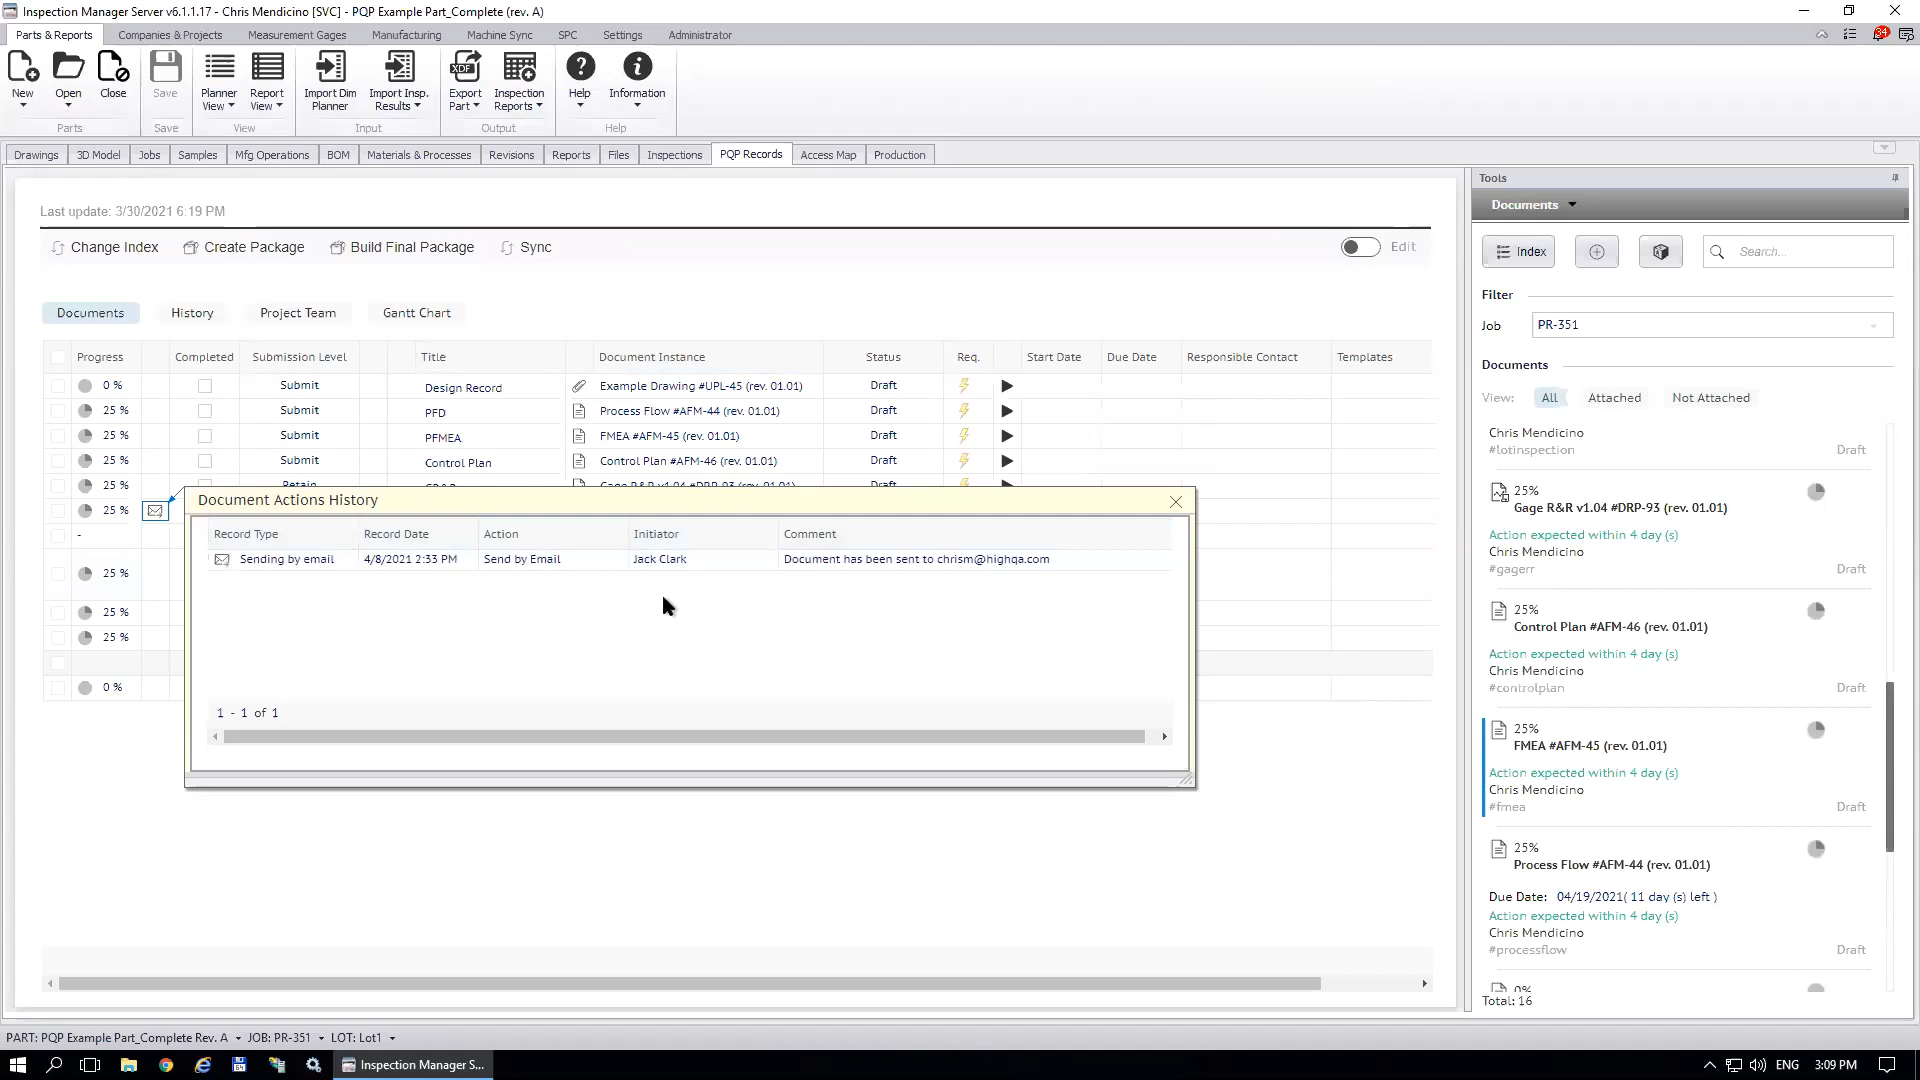 Inspection Manager Server v6.1.1.17 - Chris Mendicino [SVC] - PQP Example Part_Complete (rev. A)
Parts & Reports Companies & Projects Measurement Gages Manufacturing Machine Sync SPC Settings Administrator 34
New Open Close Save Planner View Report View Import Dim Planner Import Insp. Results XDF Export Part Inspection Reports Help Information
Parts Save View Input Output Help
Drawings 3D Model Jobs Samples Mfg Operations BOM Materials & Processes Revisions Reports Files Inspections PQP Records Access Map Production
Last update: 3/30/2021 6:19 PM
Change Index Create Package Build Final Package Sync Edit
Documents History Project Team Gantt Chart
Progress Completed Submission Level Title Document Instance Status Req. Start Date Due Date Responsible Contact Templates
0 % Submit Design Record Example Drawing #UPL-45 (rev. 01.01) Draft
25 % Submit PFD Process Flow #AFM-44 (rev. 01.01) Draft
25 % Submit PFMEA FMEA #AFM-45 (rev. 01.01) Draft
25 % Submit Control Plan Control Plan #AFM-46 (rev. 01.01) Draft
25 % Retain Gage R&R v1.04 #DRP-93 (rev. 01.01) Draft
25 %
-
25 %
25 %
25 %
0 %
Document Actions History
Record Type Record Date Action Initiator Comment
Sending by email 4/8/2021 2:33 PM Send by Email Jack Clark Document has been sent to chrism@highqa.com
1 - 1 of 1
Tools
Documents
Index Search...
Filter
Job PR-351
Documents
View: All Attached Not Attached
Chris Mendicino
#lotinspection Draft
25%
Gage R&R v1.04 #DRP-93 (rev. 01.01)
Action expected within 4 day (s)
Chris Mendicino
#gagerr Draft
25%
Control Plan #AFM-46 (rev. 01.01)
Action expected within 4 day (s)
Chris Mendicino
#controlplan Draft
25%
FMEA #AFM-45 (rev. 01.01)
Action expected within 4 day (s)
Chris Mendicino
#fmea Draft
25%
Process Flow #AFM-44 (rev. 01.01)
Due Date: 04/19/2021( 11 day (s) left )
Action expected within 4 day (s)
Chris Mendicino
#processflow Draft
0%
Total: 16
PART: PQP Example Part_Complete Rev. A JOB: PR-351 LOT: Lot1
Inspection Manager S... ENG 3:09 PM